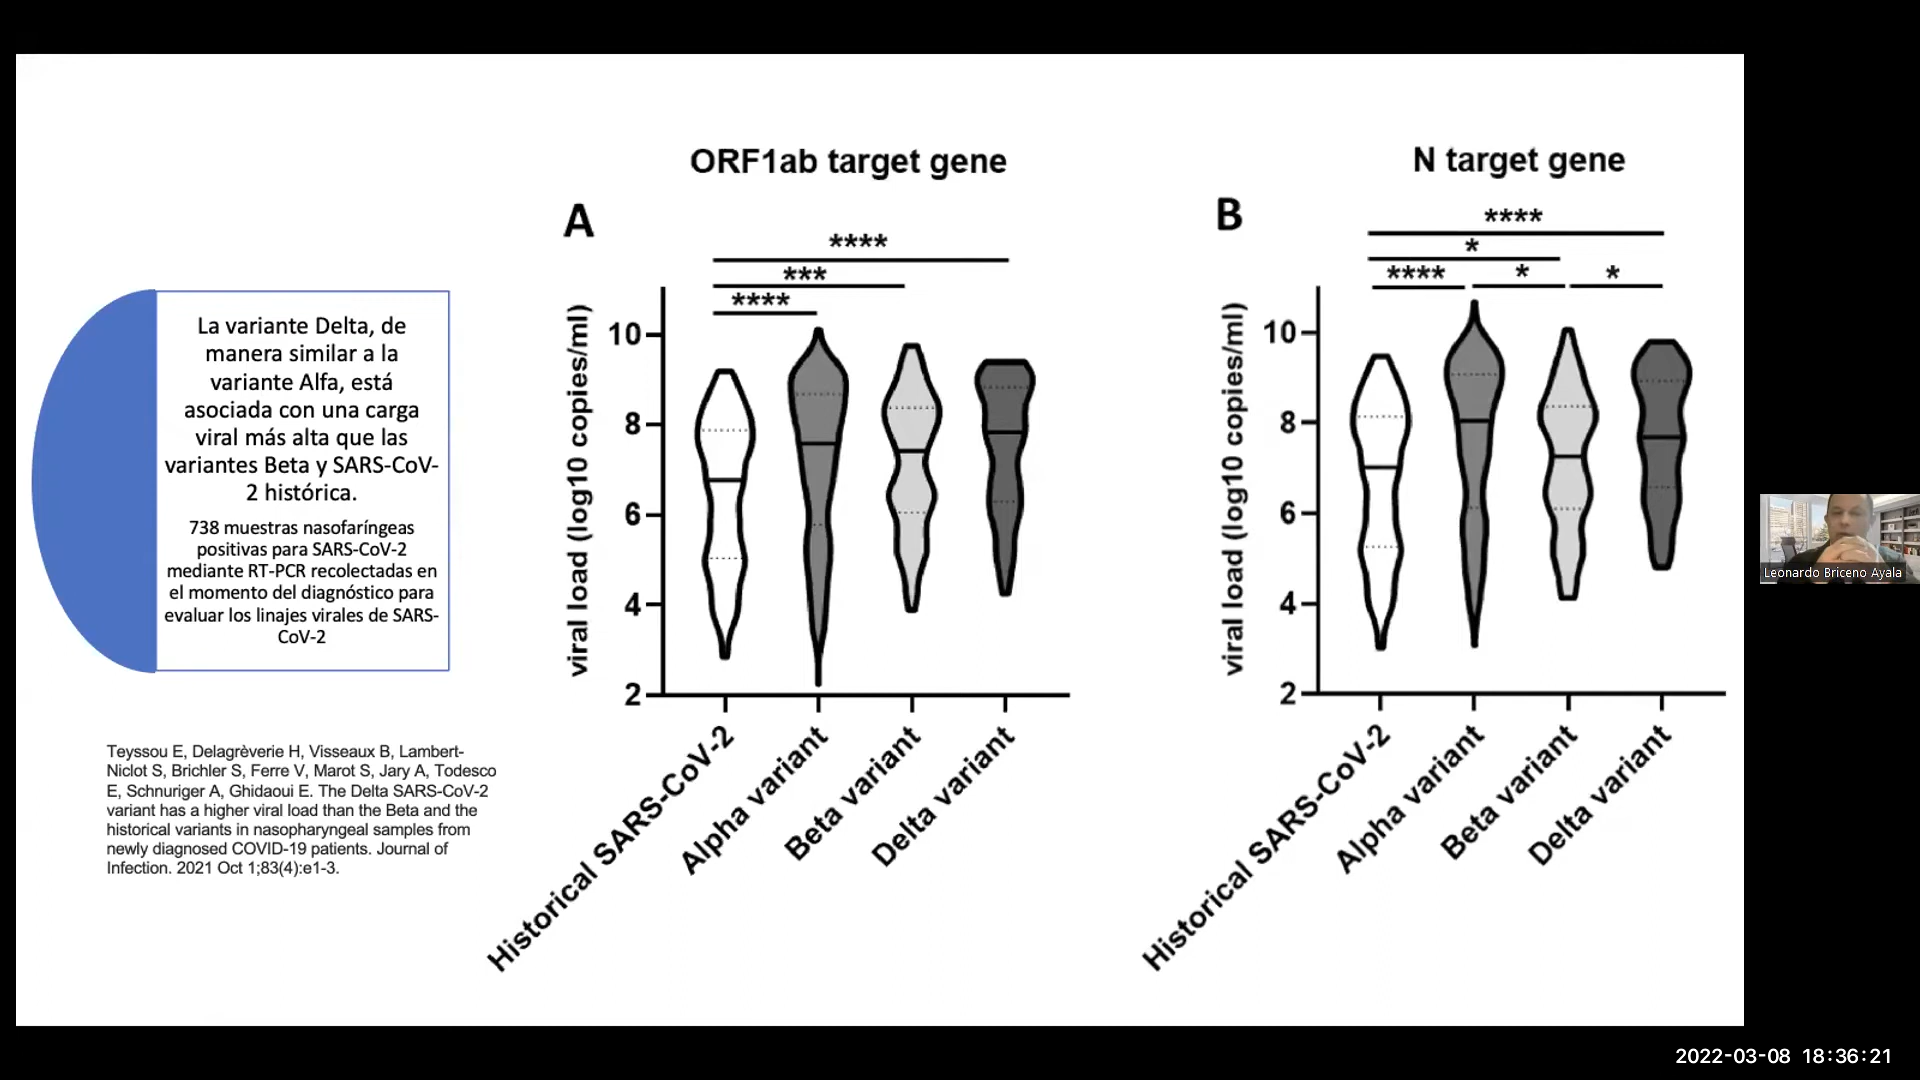 La variante Delta, de
manera similar a la
variante Alfa, está
asociada con una carga
viral más alta que las
variantes Beta y SARS-CoV-
2 histórica.
738 muestras nasofaríngeas
positivas para SARS-CoV-2
mediante RT-PCR recolectadas en
el momento del diagnóstico para
evaluar los linajes virales de SARS-
CoV-2
Teyssou E, Delagrèverie H, Visseaux B, Lambert-
Niclot S, Brichler S, Ferre V, Marot S, Jary A, Todesco
E, Schnuriger A, Ghidaoui E. The Delta SARS-CoV-2
variant has a higher viral load than the Beta and the
historical variants in nasopharyngeal samples from
newly diagnosed COVID-19 patients. Journal of
Infection. 2021 Oct 1;83(4):e1-3.
ORF1ab target gene
A
****
***
****
viral load (log10 copies/ml)
10
8
6
4
2
Historical SARS-CoV-2
Alpha variant
Beta variant
Delta variant
N target gene
B
****
*
**** * *
viral load (log10 copies/ml)
10
8
6
4
2
Historical SARS-CoV-2
Alpha variant
Beta variant
Delta variant
Leonardo Briceno Ayala
2022-03-08 18:36:21